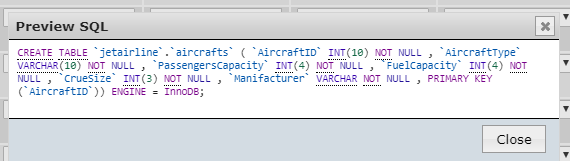 Preview SQL
CREATE TABLE `jetairline`.`aircrafts` ( `AircraftID` INT(10) NOT NULL , `AircraftType`
VARCHAR(10) NOT NULL , `PassengersCapacity` INT(4) NOT NULL , `FuelCapacity` INT(4) NOT
NULL , `CrueSize` INT(3) NOT NULL , `Manifacturer` VARCHAR NOT NULL , PRIMARY KEY
(`AircraftID`)) ENGINE = InnoDB;
Close